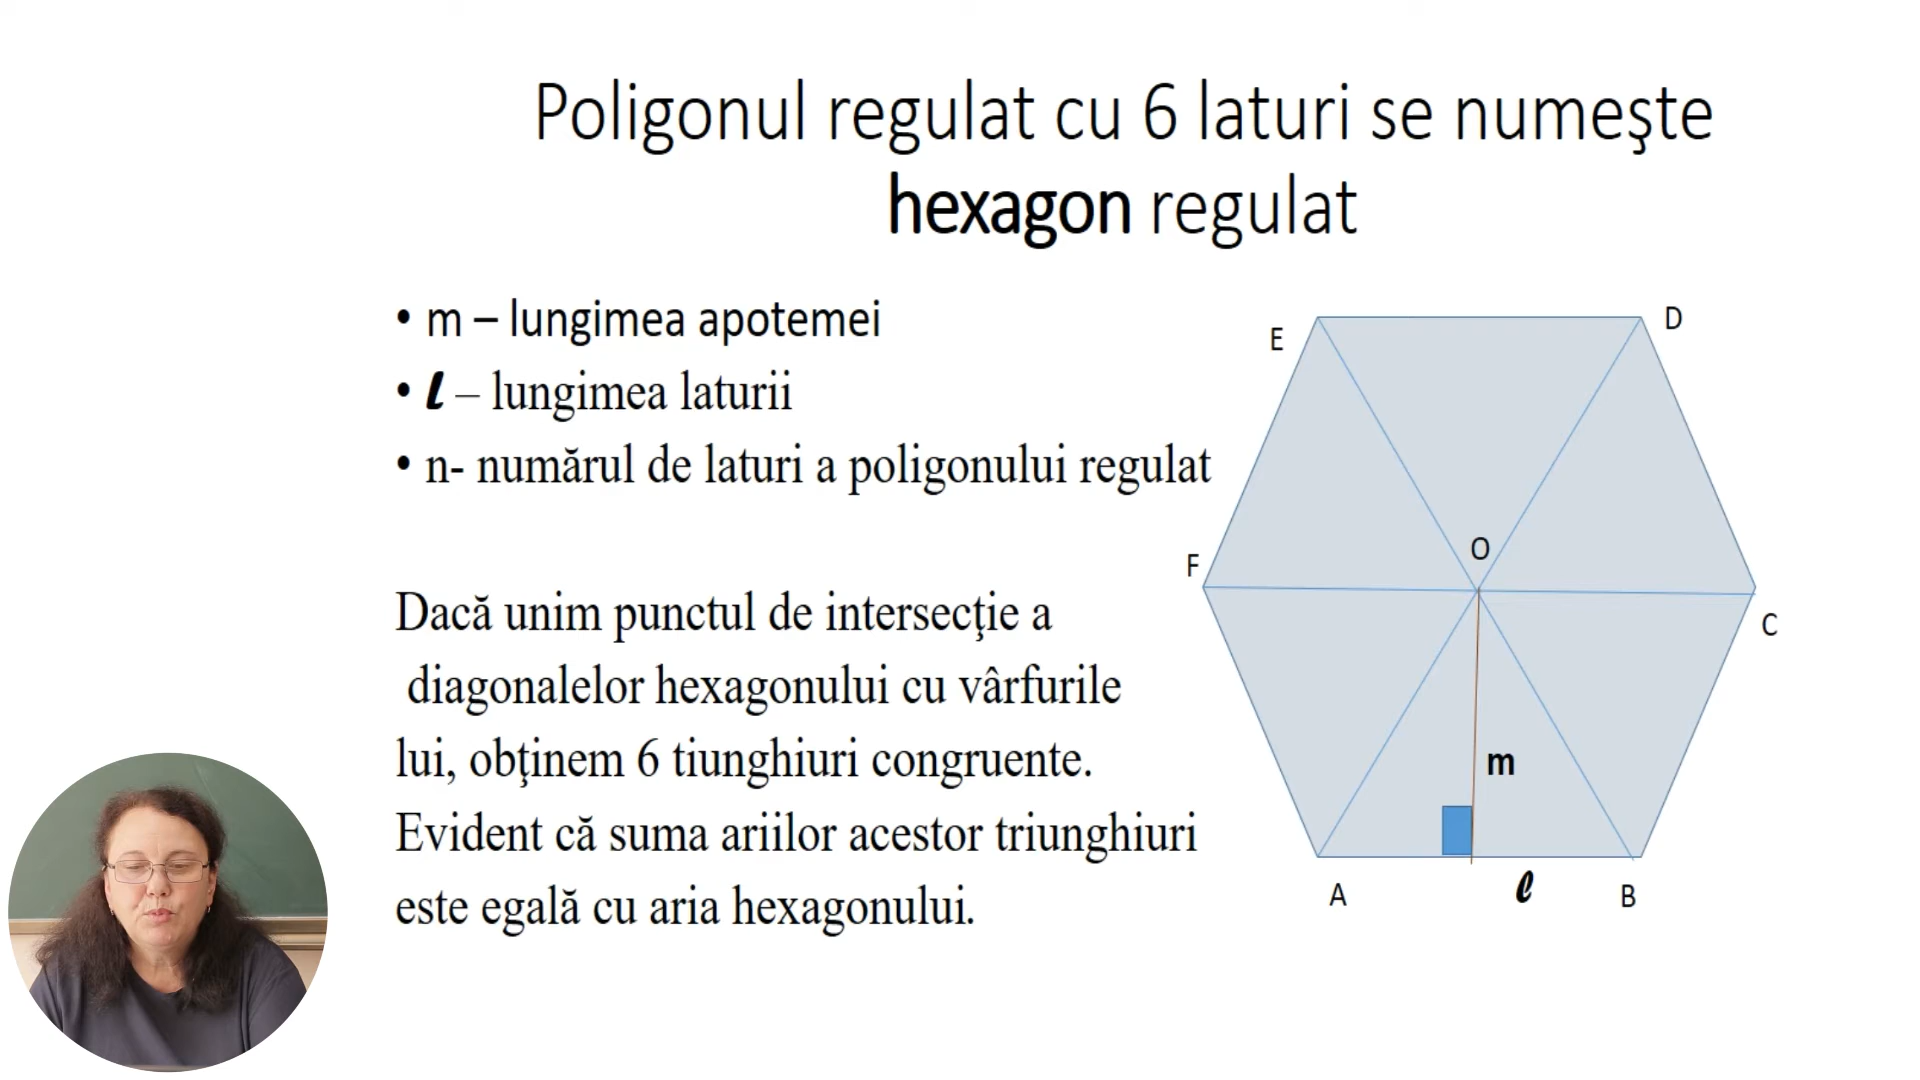 Poligonul regulat cu 6 laturi se numeşte
hexagon regulat
• m – lungimea apotemei
• l – lungimea laturii
• n- numărul de laturi a poligonului regulat
Dacă unim punctul de intersecţie a
diagonalelor hexagonului cu vârfurile
lui, obţinem 6 tiunghiuri congruente.
Evident că suma ariilor acestor triunghiuri
este egală cu aria hexagonului.
E
D
O
F
C
m
A
l
B